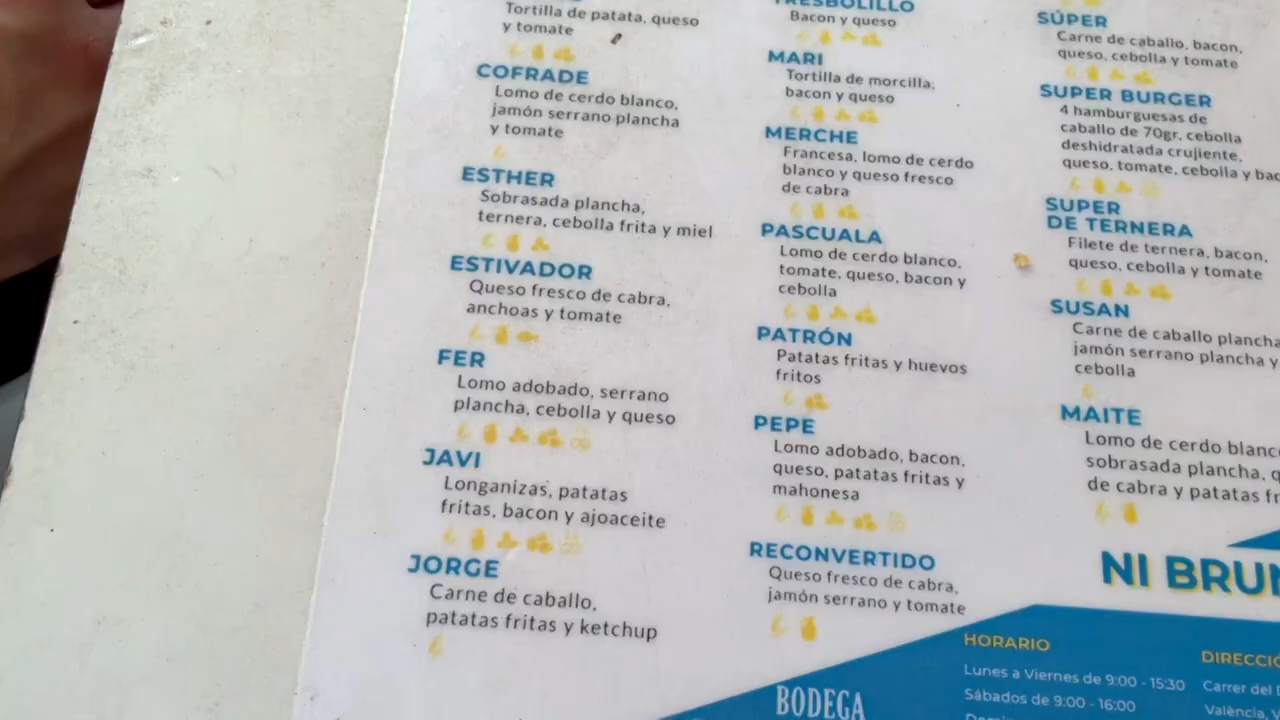 Tortilla de patata, queso
y tomate
COFRADE
Lomo de cerdo blanco,
jamón serrano plancha
y tomate
ESTHER
Sobrasada plancha,
ternera, cebolla frita y miel
ESTIVADOR
Queso fresco de cabra,
anchoas y tomate
FER
Lomo adobado, serrano
plancha, cebolla y queso
JAVI
Longanizas, patatas
fritas, bacon y ajoaceite
JORGE
Carne de caballo,
patatas fritas y ketchup
TRESBOLILLO
Bacon y queso
MARI
Tortilla de morcilla,
bacon y queso
MERCHE
Francesa, lomo de cerdo
blanco y queso fresco
de cabra
PASCUALA
Lomo de cerdo blanco,
tomate, queso, bacon y
cebolla
PATRÓN
Patatas fritas y huevos
fritos
PEPE
Lomo adobado, bacon,
queso, patatas fritas y
mahonesa
RECONVERTIDO
Queso fresco de cabra,
jamón serrano y tomate
SÚPER
Carne de caballo, bacon,
queso, cebolla y tomate
SUPER BURGER
4 hamburguesas de
caballo de 70gr, cebolla
deshidratada crujiente,
queso, tomate, cebolla y bac
SUPER
DE TERNERA
Filete de ternera, bacon,
queso, cebolla y tomate
SUSAN
Carne de caballo plancha
jamón serrano plancha y
cebolla
MAITE
Lomo de cerdo blanc
sobrasada plancha, q
de cabra y patatas fr
NI BRUN
HORARIO
Lunes a Viernes de 9:00 - 15:30
Sábados de 9:00 - 16:00
DIRECCIÓ
Carrer del
València, V
BODEGA